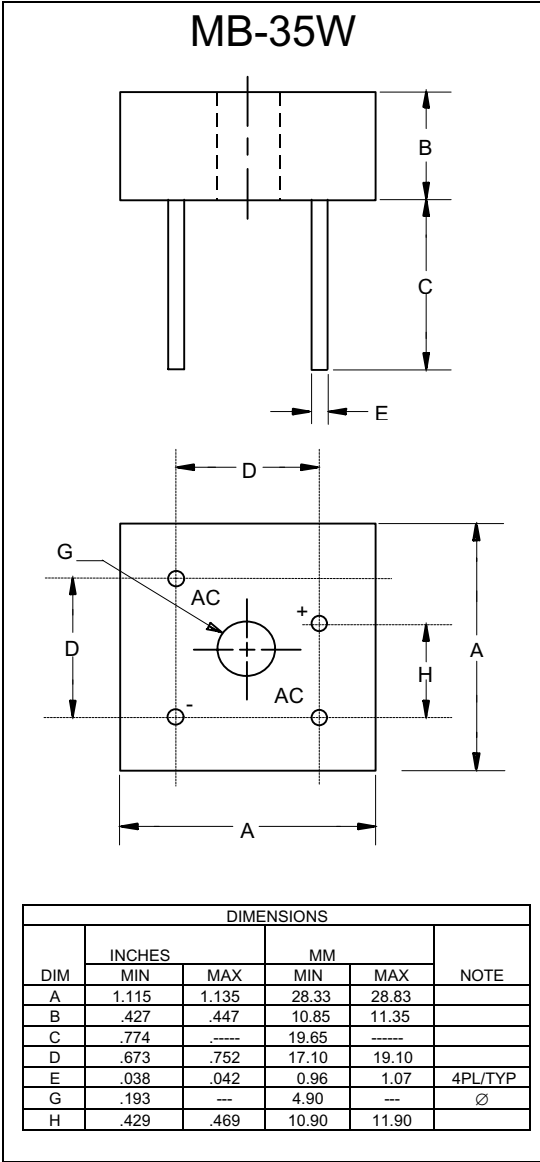 MB-35W
B
C
E
D
G
AC
+
D
A
H
AC
-
A
DIMENSIONS
INCHES MM
DIM MIN MAX MIN MAX NOTE
A 1.115 1.135 28.33 28.83
B .427 .447 10.85 11.35
C .774 .----- 19.65 ------
D .673 .752 17.10 19.10
E .038 .042 0.96 1.07 4PL/TYP
G .193 --- 4.90 --- ∅
H .429 .469 10.90 11.90